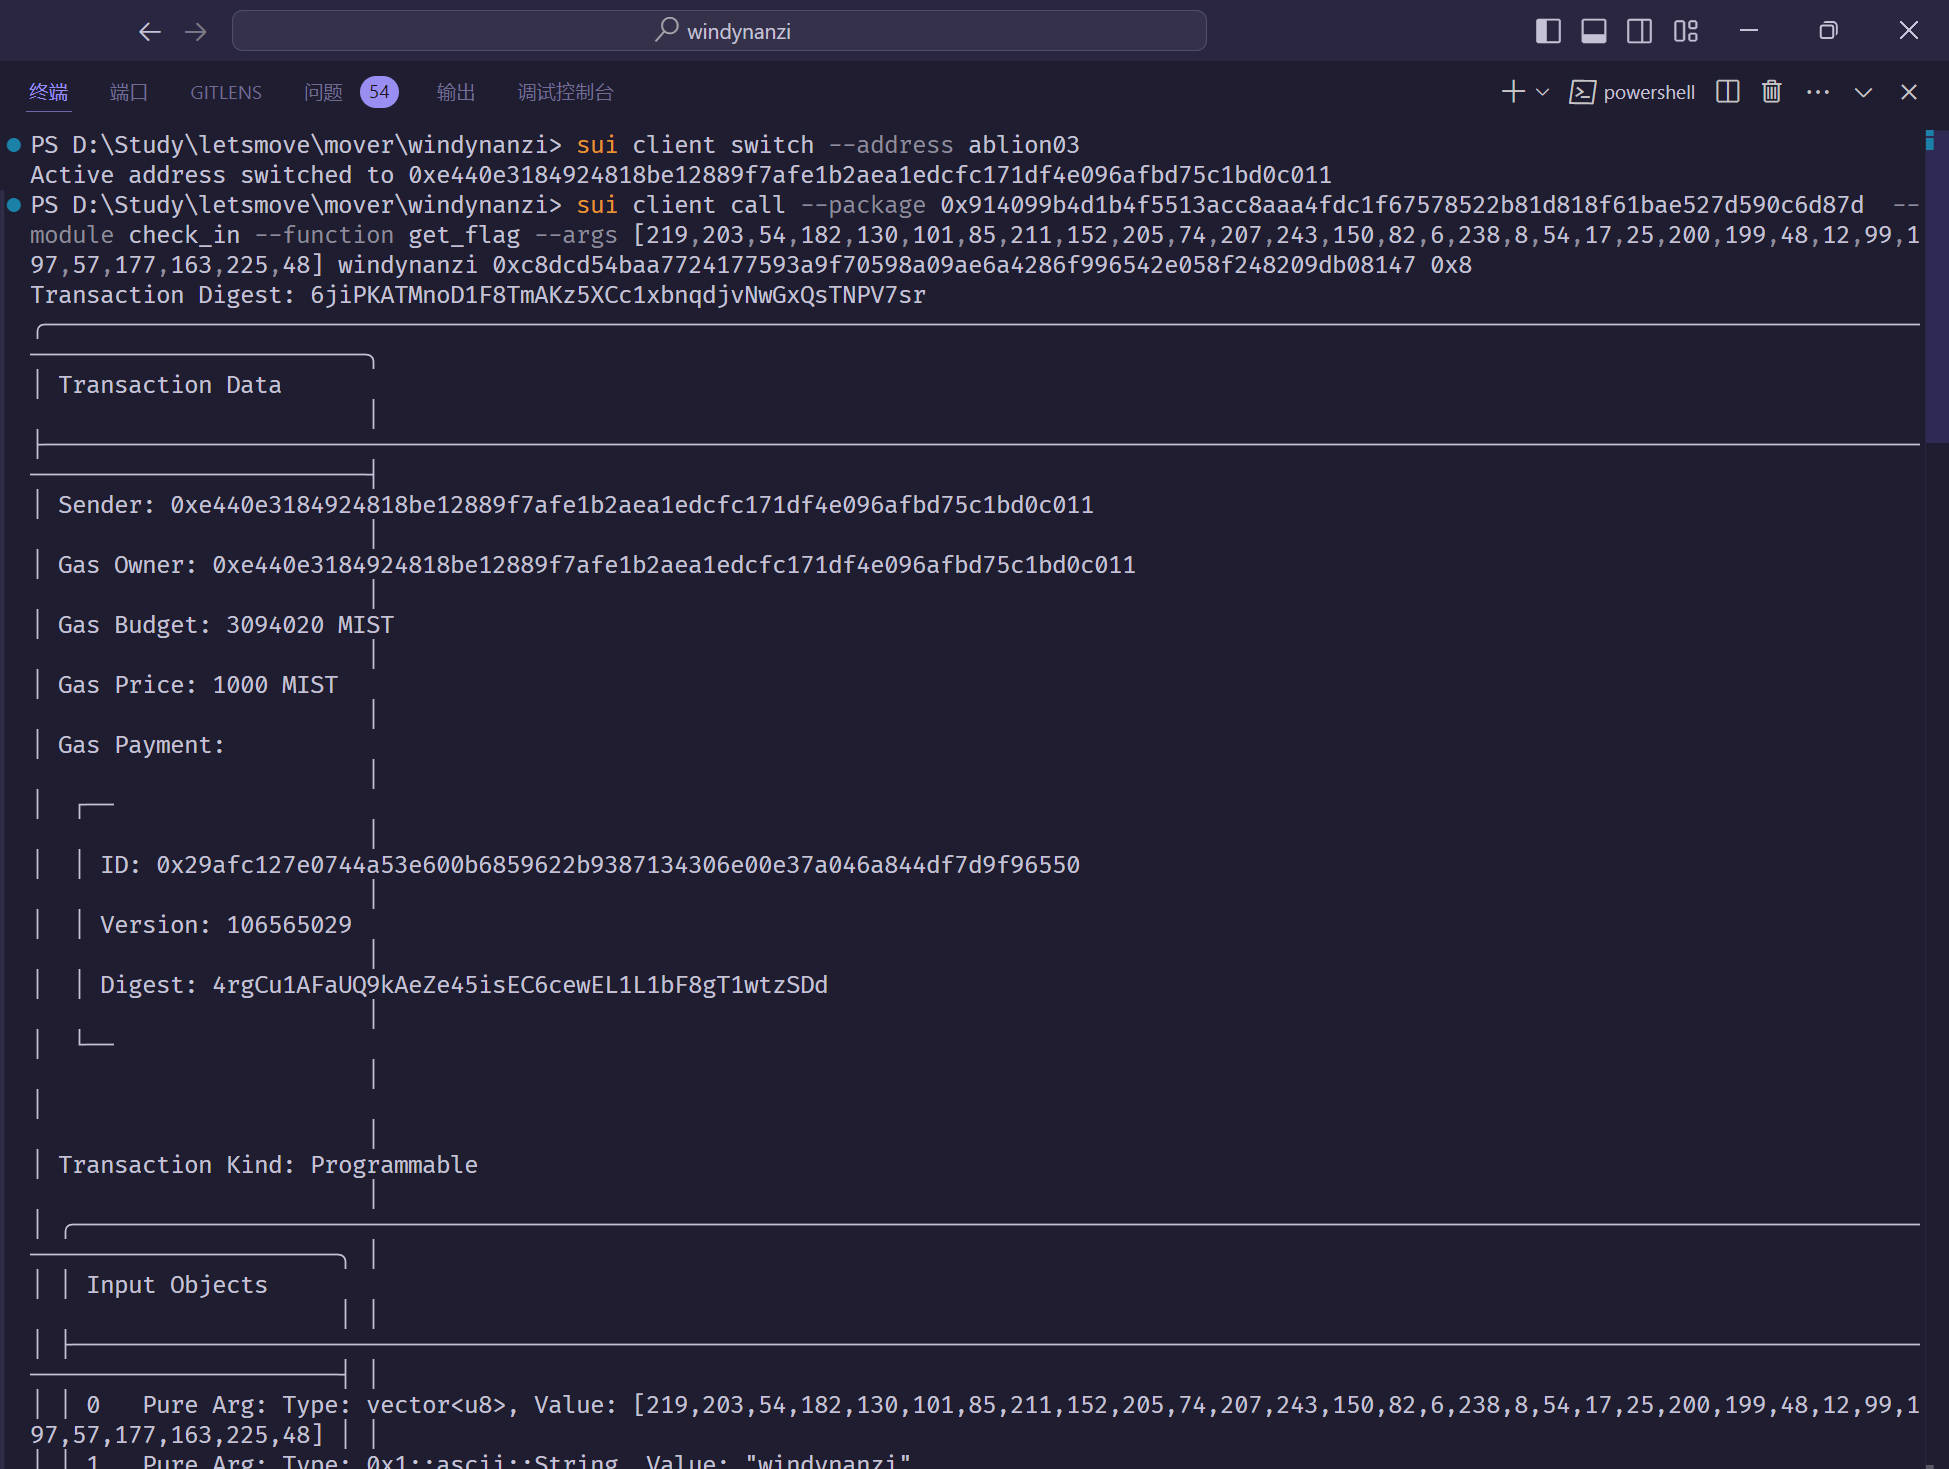 windynanzi
终端 端口 GITLENS 问题 54 输出 调试控制台 powershell
PS D:\Study\letsmove\mover\windynanzi> sui client switch --address ablion03
Active address switched to 0xe440e3184924818be12889f7afe1b2aea1edcfc171df4e096afbd75c1bd0c011
PS D:\Study\letsmove\mover\windynanzi> sui client call --package 0x914099b4d1b4f5513acc8aaa4fdc1f67578522b81d818f61bae527d590c6d87d --
module check_in --function get_flag --args [219,203,54,182,130,101,85,211,152,205,74,207,243,150,82,6,238,8,54,17,25,200,199,48,12,99,1
97,57,177,163,225,48] windynanzi 0xc8dcd54baa7724177593a9f70598a09ae6a4286f996542e058f248209db08147 0x8
Transaction Digest: 6jiPKATMnoD1F8TmAKz5XCc1xbnqdjvNwGxQsTNPV7sr
Transaction Data
Sender: 0xe440e3184924818be12889f7afe1b2aea1edcfc171df4e096afbd75c1bd0c011
Gas Owner: 0xe440e3184924818be12889f7afe1b2aea1edcfc171df4e096afbd75c1bd0c011
Gas Budget: 3094020 MIST
Gas Price: 1000 MIST
Gas Payment:
ID: 0x29afc127e0744a53e600b6859622b9387134306e00e37a046a844df7d9f96550
Version: 106565029
Digest: 4rgCu1AFaUQ9kAeZe45isEC6cewEL1L1bF8gT1wtzSDd
Transaction Kind: Programmable
Input Objects
0 Pure Arg: Type: vector<u8>, Value: [219,203,54,182,130,101,85,211,152,205,74,207,243,150,82,6,238,8,54,17,25,200,199,48,12,99,1
97,57,177,163,225,48]
1 Pure Arg: Type: 0x1::ascii::String, Value: "windynanzi"